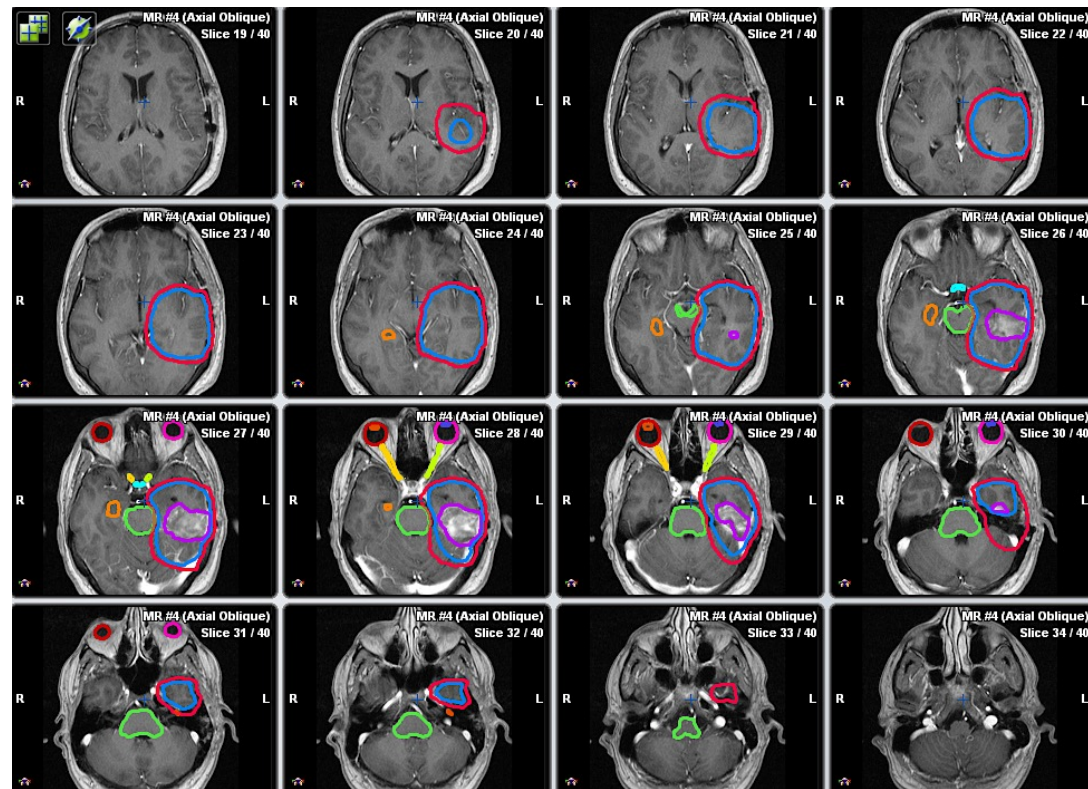 MR #4 (Axial Oblique)
Slice 19 / 40
R
L
MR #4 (Axial Oblique)
Slice 20 / 40
R
L
MR #4 (Axial Oblique)
Slice 21 / 40
R
L
MR #4 (Axial Oblique)
Slice 22 / 40
R
L
MR #4 (Axial Oblique)
Slice 23 / 40
R
L
MR #4 (Axial Oblique)
Slice 24 / 40
R
L
MR #4 (Axial Oblique)
Slice 25 / 40
R
L
MR #4 (Axial Oblique)
Slice 26 / 40
R
L
MR #4 (Axial Oblique)
Slice 27 / 40
R
L
MR #4 (Axial Oblique)
Slice 28 / 40
R
L
MR #4 (Axial Oblique)
Slice 29 / 40
R
L
MR #4 (Axial Oblique)
Slice 30 / 40
R
L
MR #4 (Axial Oblique)
Slice 31 / 40
R
L
MR #4 (Axial Oblique)
Slice 32 / 40
R
L
MR #4 (Axial Oblique)
Slice 33 / 40
R
L
MR #4 (Axial Oblique)
Slice 34 / 40
R
L